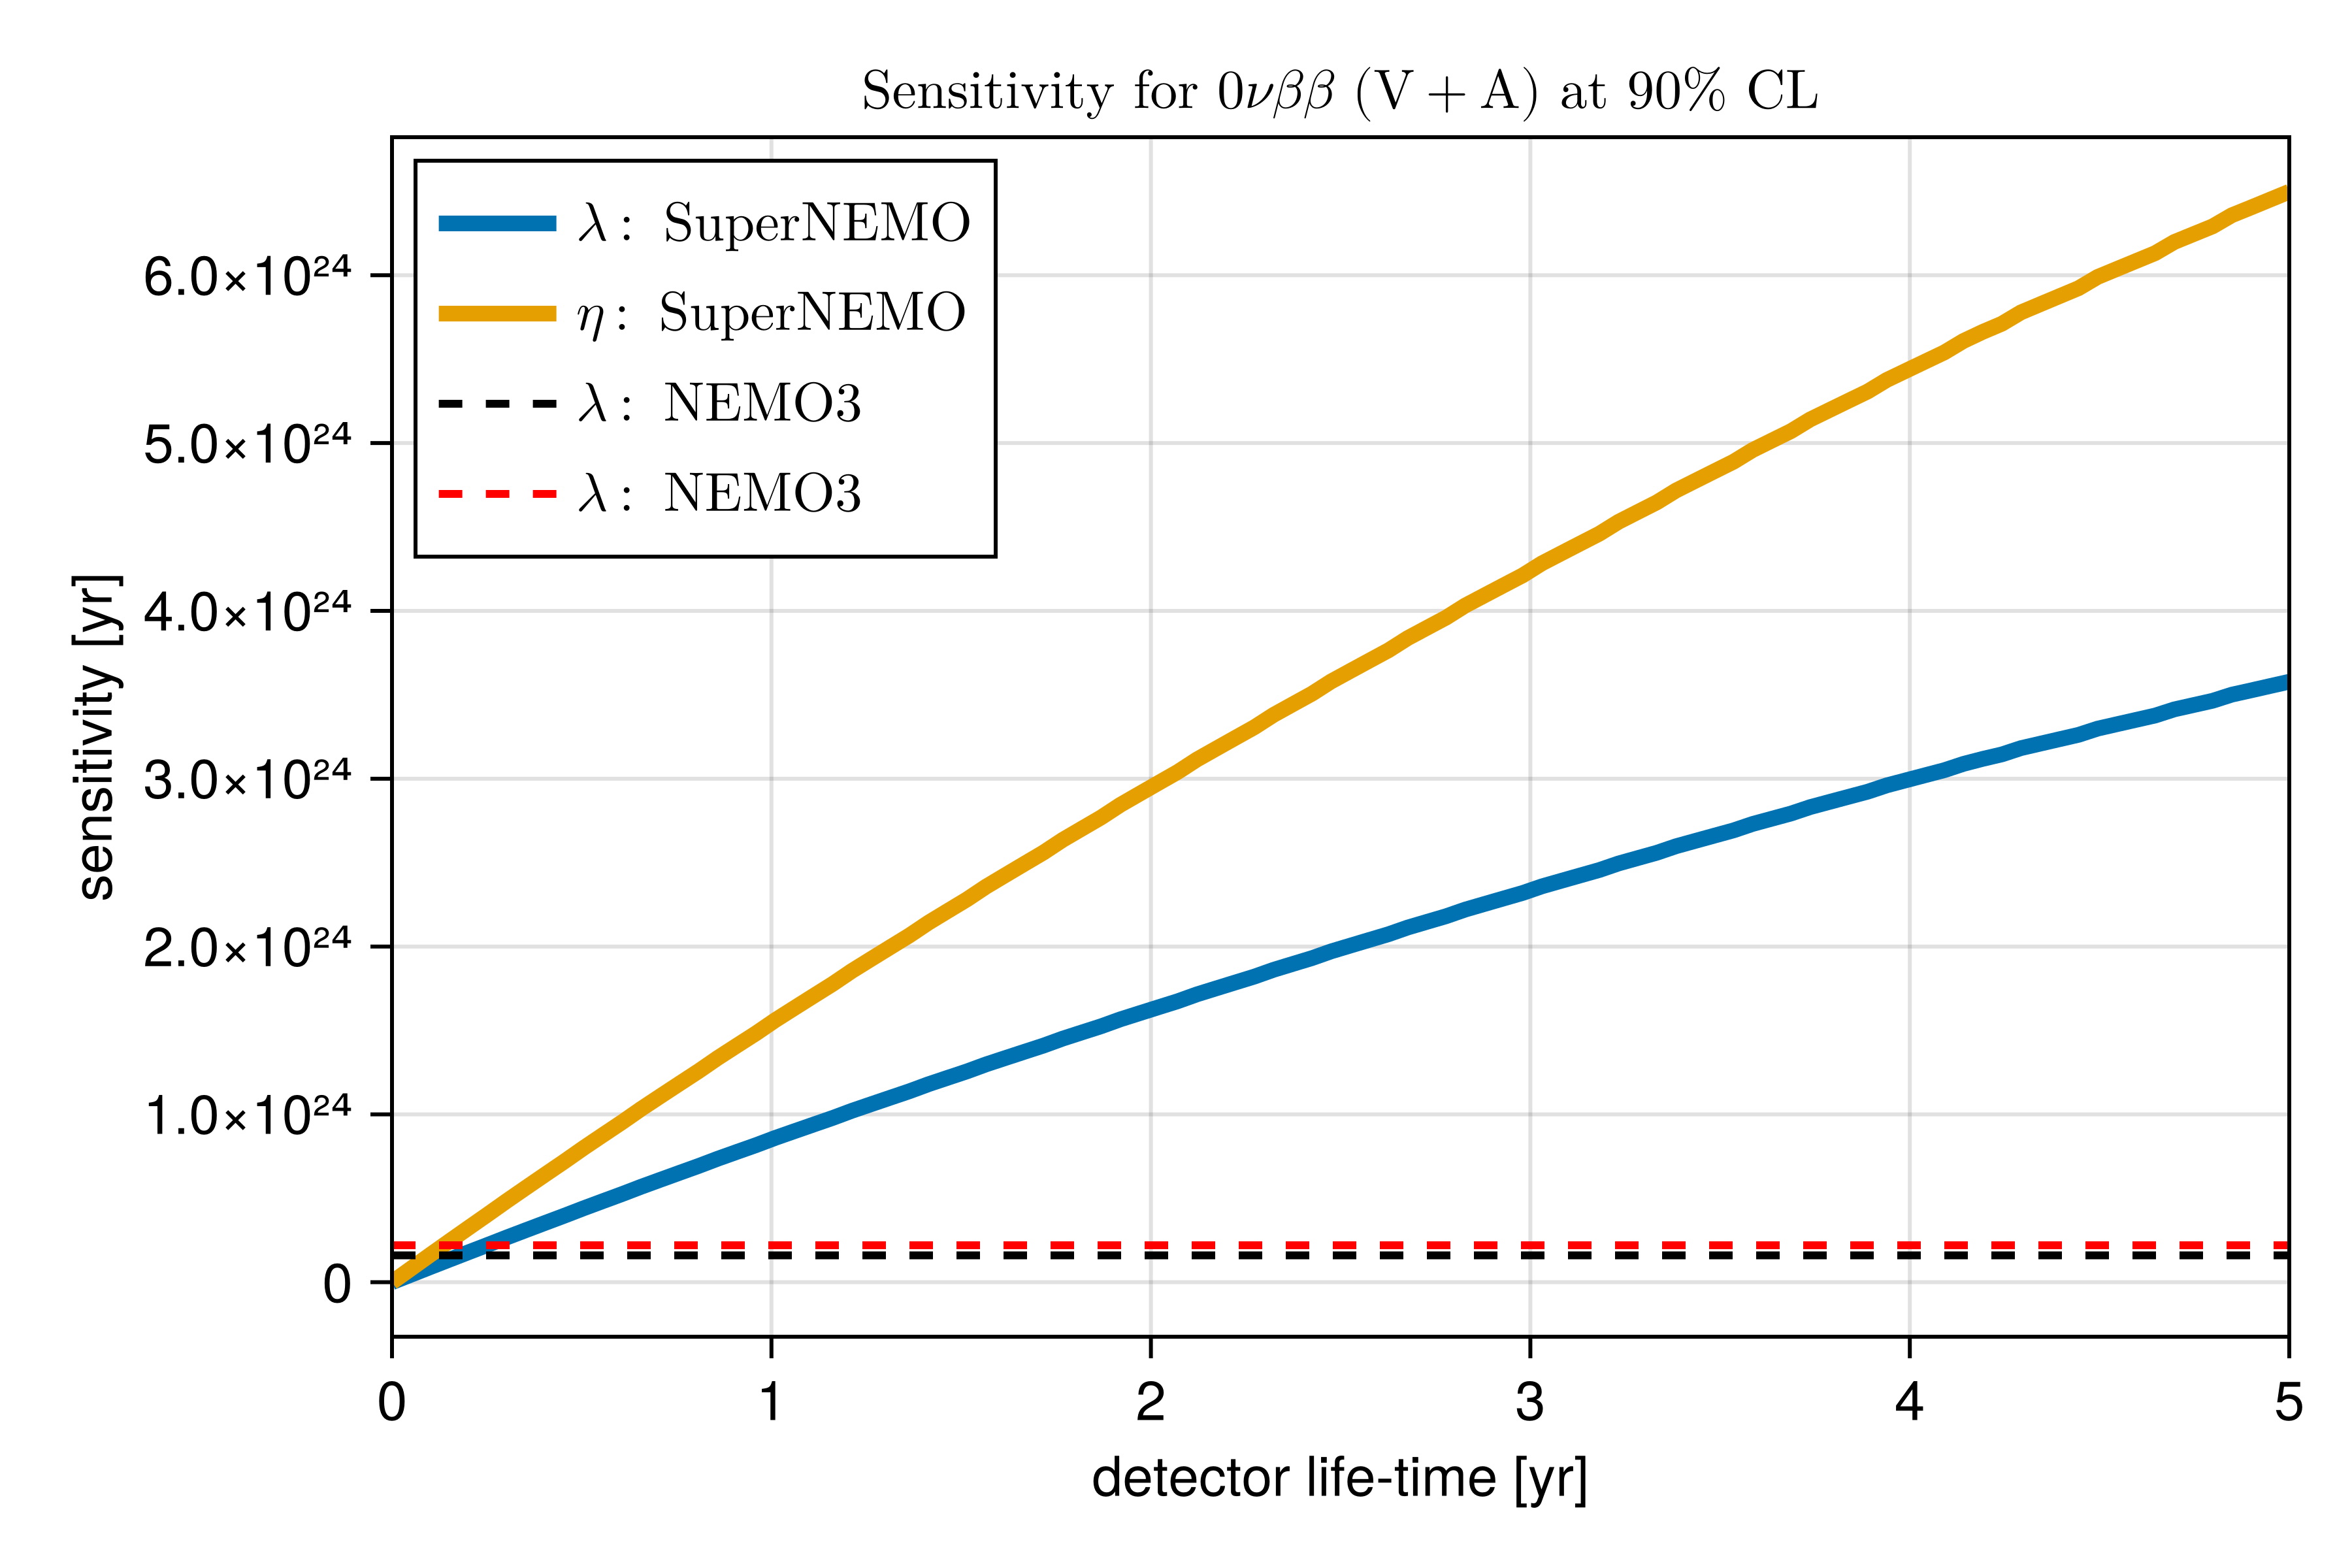 Sensitivity for 0νββ (V + A) at 90% CL
λ : SuperNEMO
η : SuperNEMO
λ : NEMO3
λ : NEMO3
6.0×10²⁴
5.0×10²⁴
4.0×10²⁴
3.0×10²⁴
2.0×10²⁴
1.0×10²⁴
0
sensitivity [yr]
0 1 2 3 4 5
detector life-time [yr]